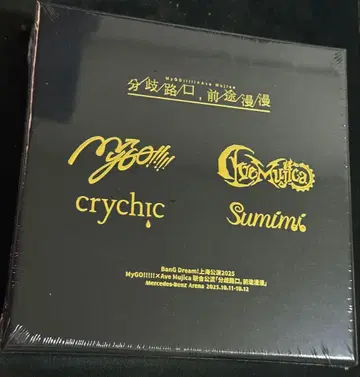 MyGO!!!!!×Ave Mujica
分歧路口，前途漫漫
MyGO!!!!!
Ave Mujica
crychic
Sumimi
BanG Dream!上海公演2025
MyGO!!!!!×Ave Mujica 联合公演「分歧路口，前途漫漫」
Mercedes-Benz Arena 2025.10.11-10.12